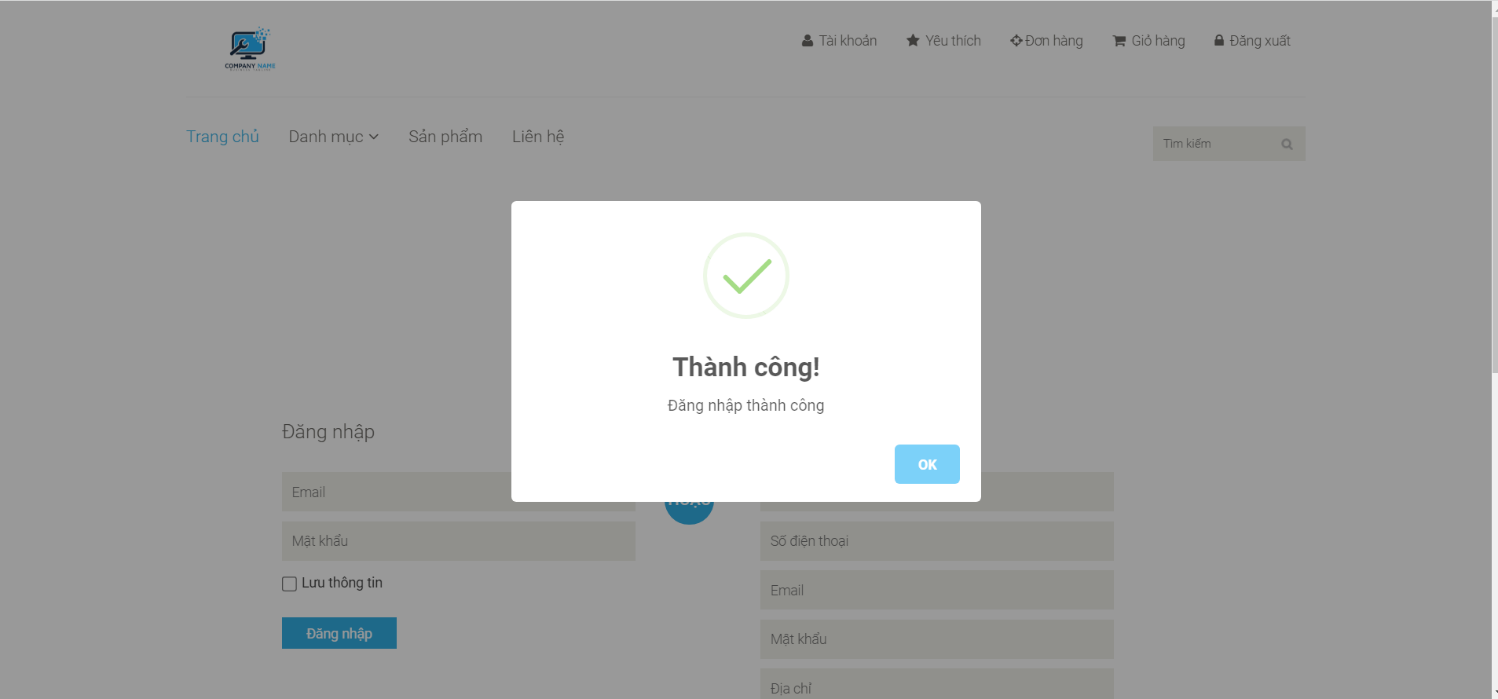 COMPANY NAME
Tài khoản
Yêu thích
Đơn hàng
Giỏ hàng
Đăng xuất
Trang chủ
Danh mục
Sản phẩm
Liên hệ
Tìm kiếm
Thành công!
Đăng nhập thành công
OK
Đăng nhập
Email
Mật khẩu
Lưu thông tin
Đăng nhập
Số điện thoại
Email
Mật khẩu
Địa chỉ